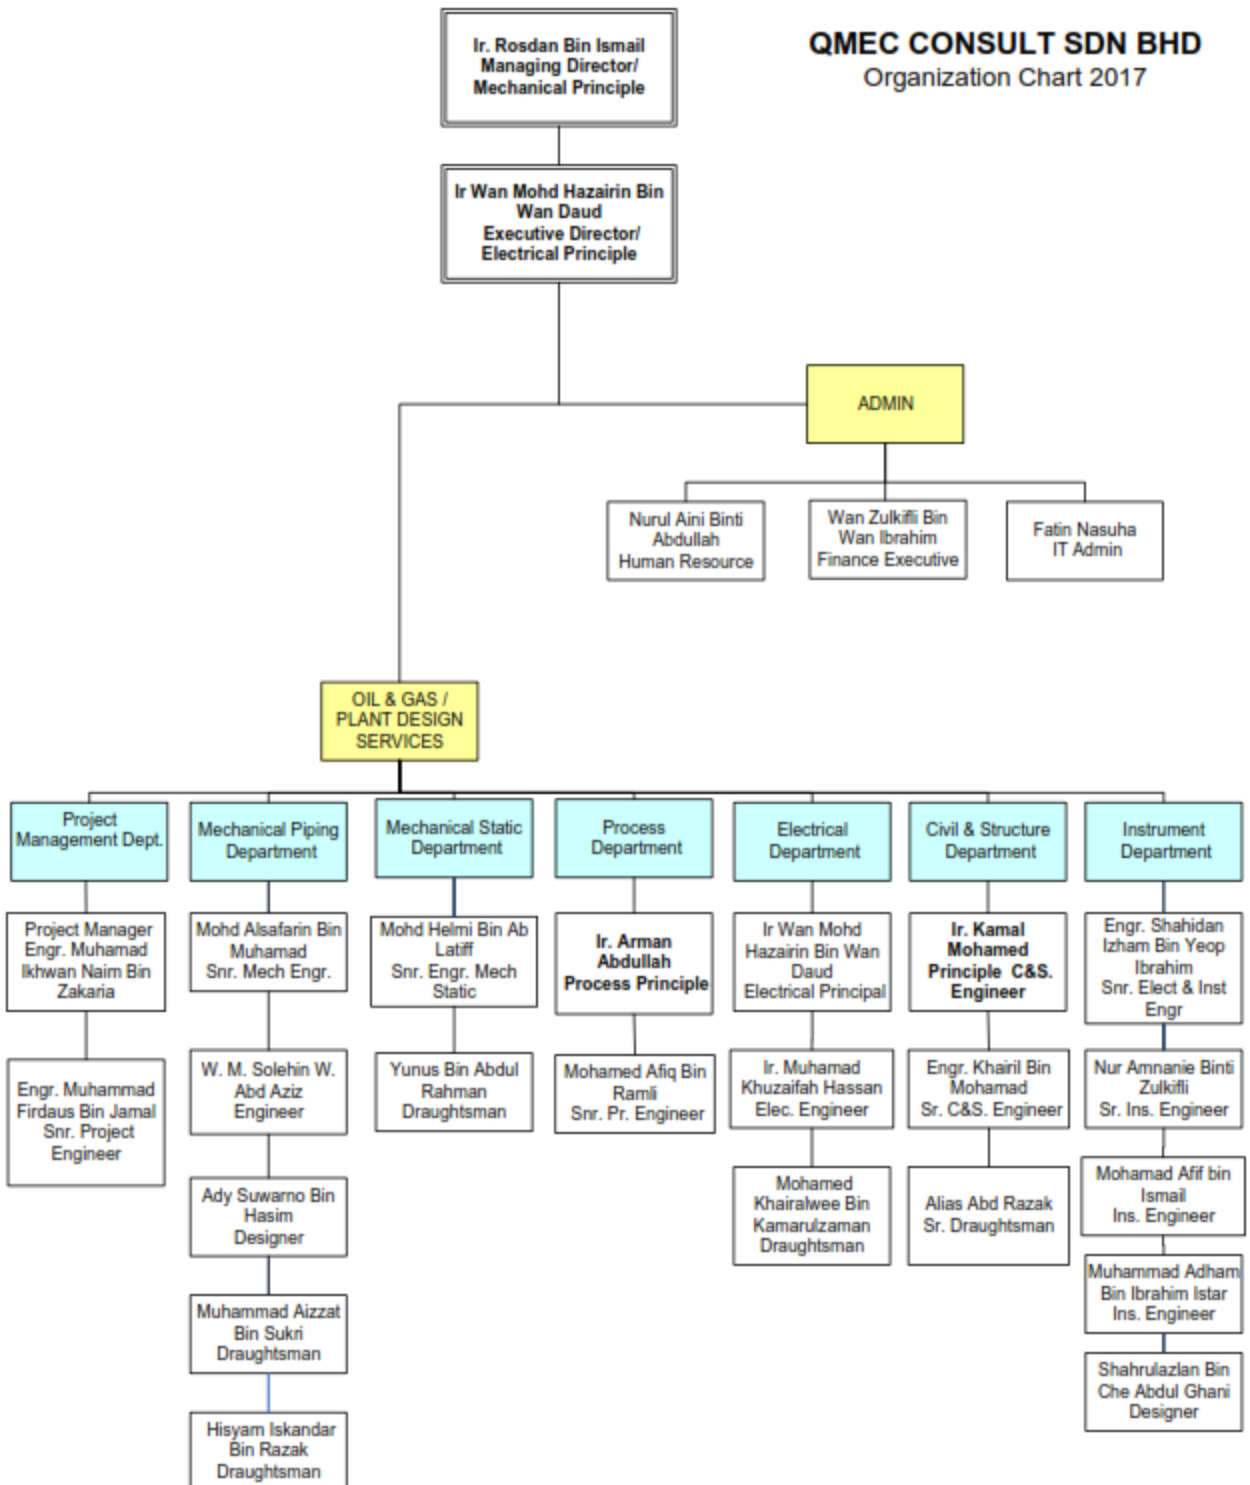 QMEC CONSULT SDN BHD
Organization Chart 2017
Ir. Rosdan Bin Ismail
Managing Director/
Mechanical Principle
Ir Wan Mohd Hazairin Bin
Wan Daud
Executive Director/
Electrical Principle
ADMIN
Nurul Aini Binti
Abdullah
Human Resource
Wan Zulkifli Bin
Wan Ibrahim
Finance Executive
Fatin Nasuha
IT Admin
OIL & GAS /
PLANT DESIGN
SERVICES
Project
Management Dept.
Project Manager
Engr. Muhamad
Ikhwan Naim Bin
Zakaria
Engr. Muhammad
Firdaus Bin Jamal
Snr. Project
Engineer
Mechanical Piping
Department
Mohd Alsafarin Bin
Muhamad
Snr. Mech Engr.
W. M. Solehin W.
Abd Aziz
Engineer
Ady Suwarno Bin
Hasim
Designer
Muhammad Aizzat
Bin Sukri
Draughtsman
Hisyam Iskandar
Bin Razak
Draughtsman
Mechanical Static
Department
Mohd Helmi Bin Ab
Latiff
Snr. Engr. Mech
Static
Yunus Bin Abdul
Rahman
Draughtsman
Process
Department
Ir. Arman
Abdullah
Process Principle
Mohamed Afiq Bin
Ramli
Snr. Pr. Engineer
Electrical
Department
Ir Wan Mohd
Hazairin Bin Wan
Daud
Electrical Principal
Ir. Muhamad
Khuzaifah Hassan
Elec. Engineer
Mohamed
Khairalwee Bin
Kamarulzaman
Draughtsman
Civil & Structure
Department
Ir. Kamal
Mohamed
Principle C&S.
Engineer
Engr. Khairil Bin
Mohamad
Sr. C&S. Engineer
Alias Abd Razak
Sr. Draughtsman
Instrument
Department
Engr. Shahidan
Izham Bin Yeop
Ibrahim
Snr. Elect & Inst
Engr
Nur Amnanie Binti
Zulkifli
Sr. Ins. Engineer
Mohamad Afif bin
Ismail
Ins. Engineer
Muhammad Adham
Bin Ibrahim Istar
Ins. Engineer
Shahrulazlan Bin
Che Abdul Ghani
Designer